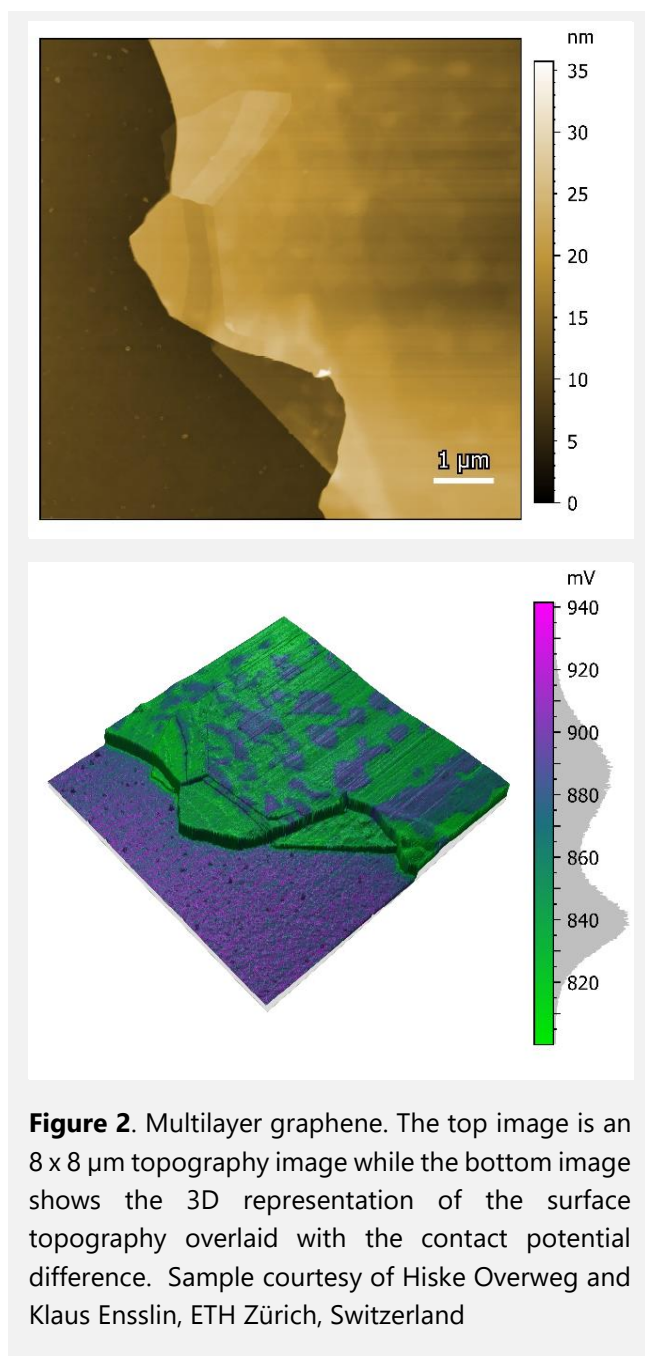 nm
35
30
25
20
15
10
5
0
1 μm
mV
940
920
900
880
860
840
820
Figure 2. Multilayer graphene. The top image is an
8 x 8 μm topography image while the bottom image
shows the 3D representation of the surface
topography overlaid with the contact potential
difference. Sample courtesy of Hiske Overweg and
Klaus Ensslin, ETH Zürich, Switzerland